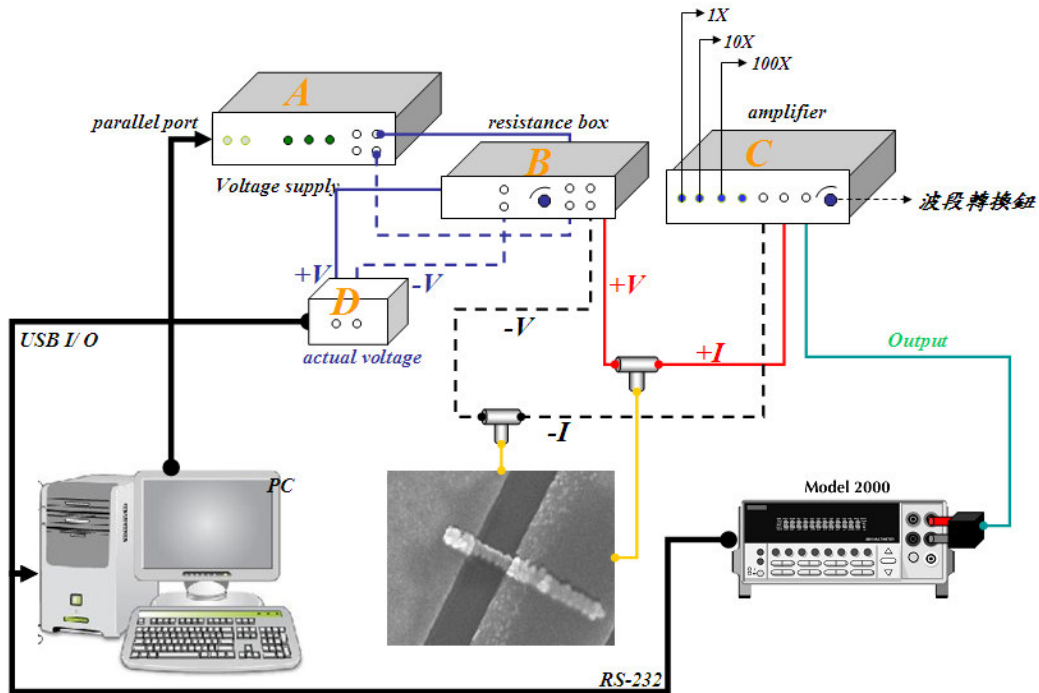 1X
10X
100X
A
parallel port
resistance box
amplifier
B
C
Voltage supply
波段轉換鈕
+V
-V
+V
D
-V
USB I/ O
actual voltage
Output
+I
-I
PC
Model 2000
RS-232